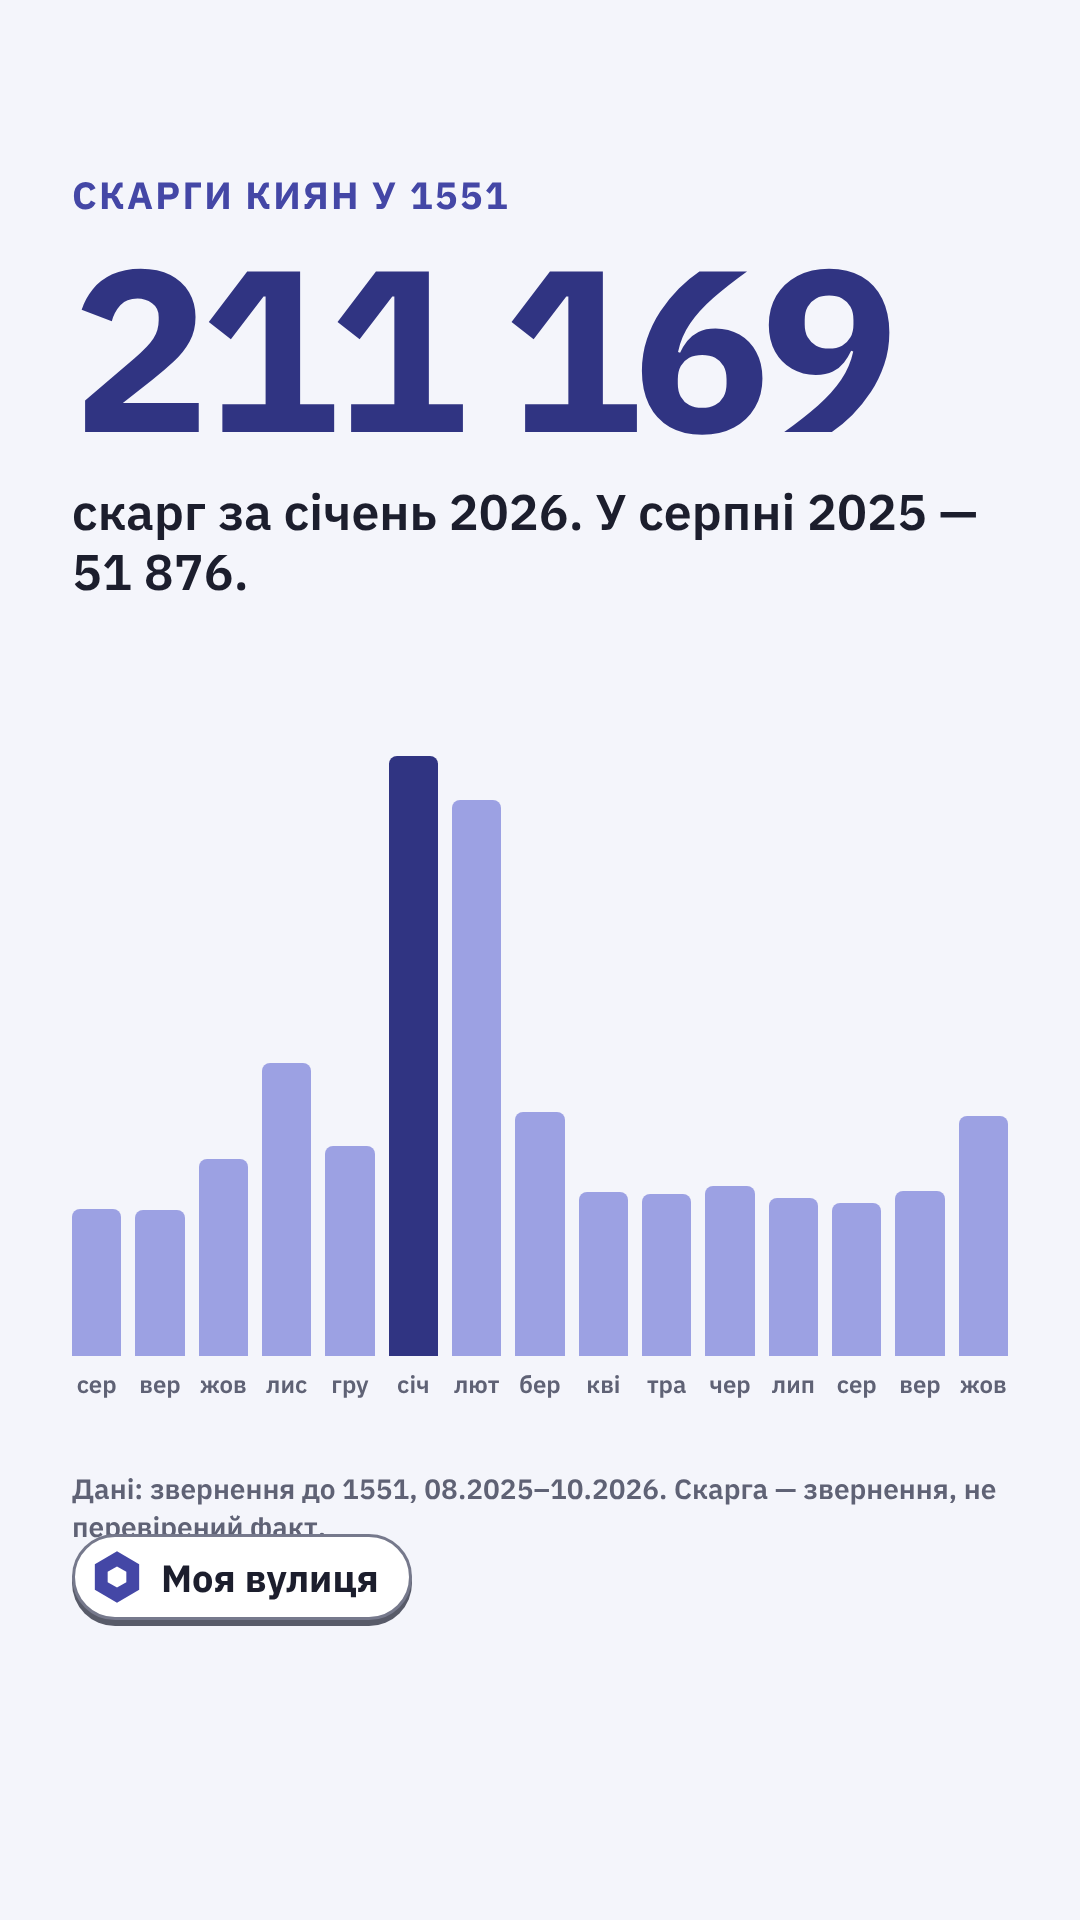 СКАРГИ КИЯН У 1551
211 169
скарг за січень 2026. У серпні 2025 —
51 876.
сер вер жов лис гру січ лют бер кві тра чер лип сер вер жов
Дані: звернення до 1551, 08.2025–10.2026. Скарга — звернення, не
перевірений факт.
Моя вулиця